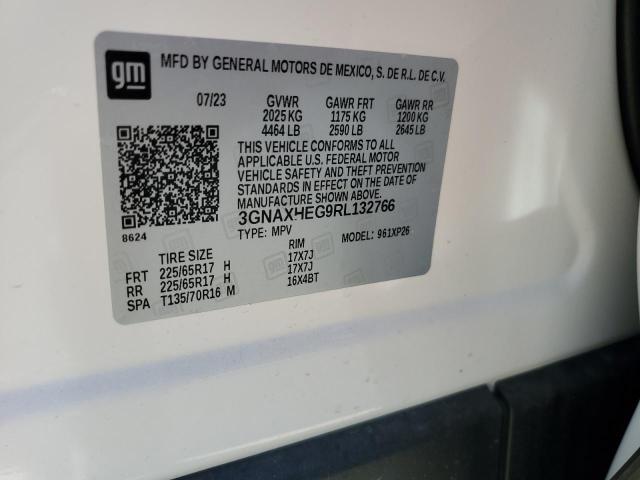 gm
MFD BY GENERAL MOTORS DE MEXICO, S. DE R.L. DE C.V.
07/23 GVWR GAWR FRT GAWR RR
2025 KG 1175 KG 1200 KG
4464 LB 2590 LB 2645 LB
THIS VEHICLE CONFORMS TO ALL
APPLICABLE U.S. FEDERAL MOTOR
VEHICLE SAFETY AND THEFT PREVENTION
STANDARDS IN EFFECT ON THE DATE OF
MANUFACTURE SHOWN ABOVE.
3GNAXHEG9RL132766
8624
TYPE: MPV MODEL: 961XP26
TIRE SIZE RIM
FRT 225/65R17 H 17X7J
RR 225/65R17 H 17X7J
SPA T135/70R16 M 16X4BT